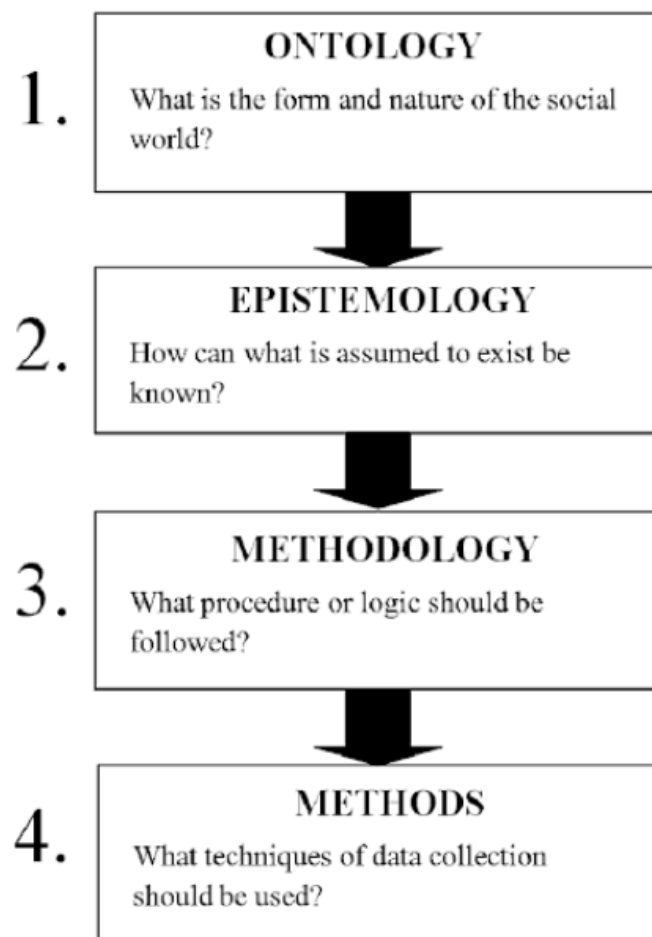 1.
ONTOLOGY
What is the form and nature of the social
world?
2.
EPISTEMOLOGY
How can what is assumed to exist be
known?
3.
METHODOLOGY
What procedure or logic should be
followed?
4.
METHODS
What techniques of data collection
should be used?